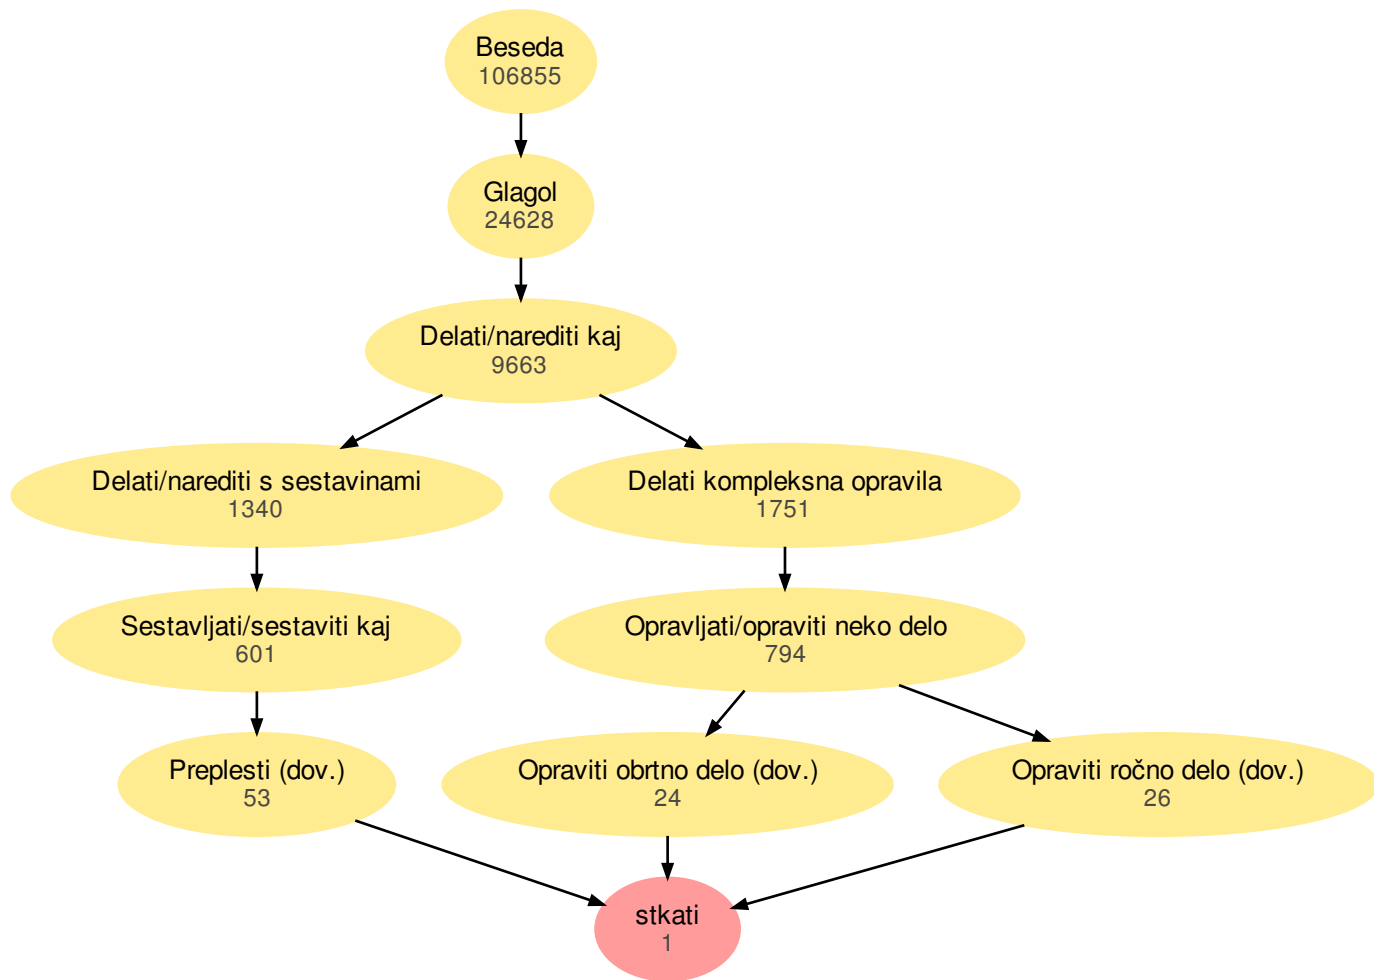 Beseda
106855
Glagol
24628
Delati/narediti kaj
9663
Delati/narediti s sestavinami
1340
Delati kompleksna opravila
1751
Sestavljati/sestaviti kaj
601
Opravljati/opraviti neko delo
794
Preplesti (dov.)
53
Opraviti obrtno delo (dov.)
24
Opraviti ročno delo (dov.)
26
stkati
1